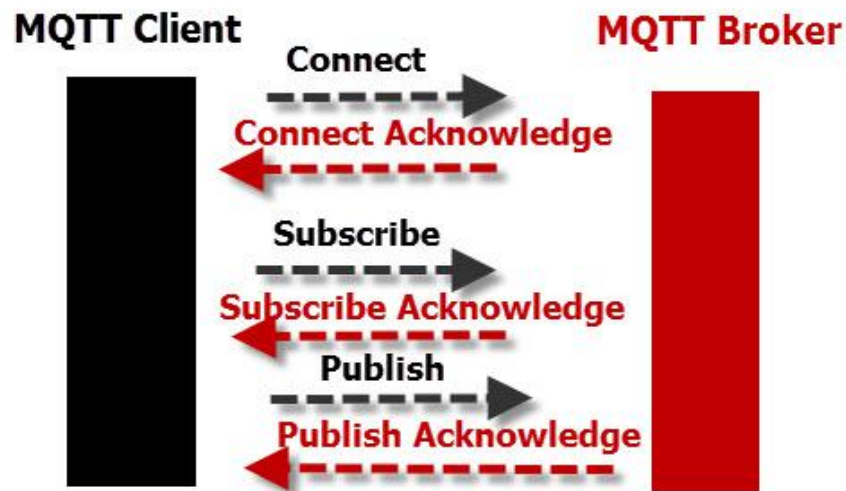 MQTT Client
MQTT Broker
Connect
Connect Acknowledge
Subscribe
Subscribe Acknowledge
Publish
Publish Acknowledge